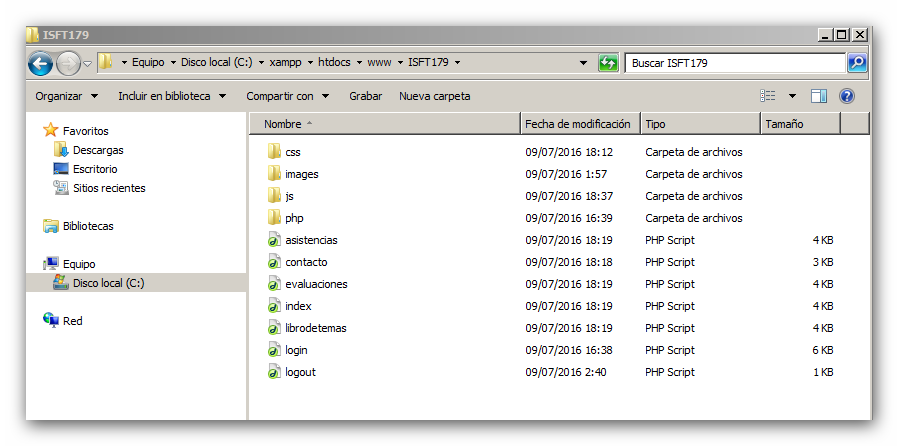 ISFT179
Equipo Disco local (C:) xampp htdocs www ISFT179 Buscar ISFT179
Organizar Incluir en biblioteca Compartir con Grabar Nueva carpeta
Nombre Fecha de modificación Tipo Tamaño
Favoritos
Descargas
Escritorio
Sitios recientes
Bibliotecas
Equipo
Disco local (C:)
Red
css 09/07/2016 18:12 Carpeta de archivos
images 09/07/2016 1:57 Carpeta de archivos
js 09/07/2016 18:37 Carpeta de archivos
php 09/07/2016 16:39 Carpeta de archivos
asistencias 09/07/2016 18:19 PHP Script 4 KB
contacto 09/07/2016 18:18 PHP Script 3 KB
evaluaciones 09/07/2016 18:19 PHP Script 4 KB
index 09/07/2016 18:19 PHP Script 4 KB
librodetemas 09/07/2016 18:19 PHP Script 4 KB
login 09/07/2016 16:38 PHP Script 6 KB
logout 09/07/2016 2:40 PHP Script 1 KB